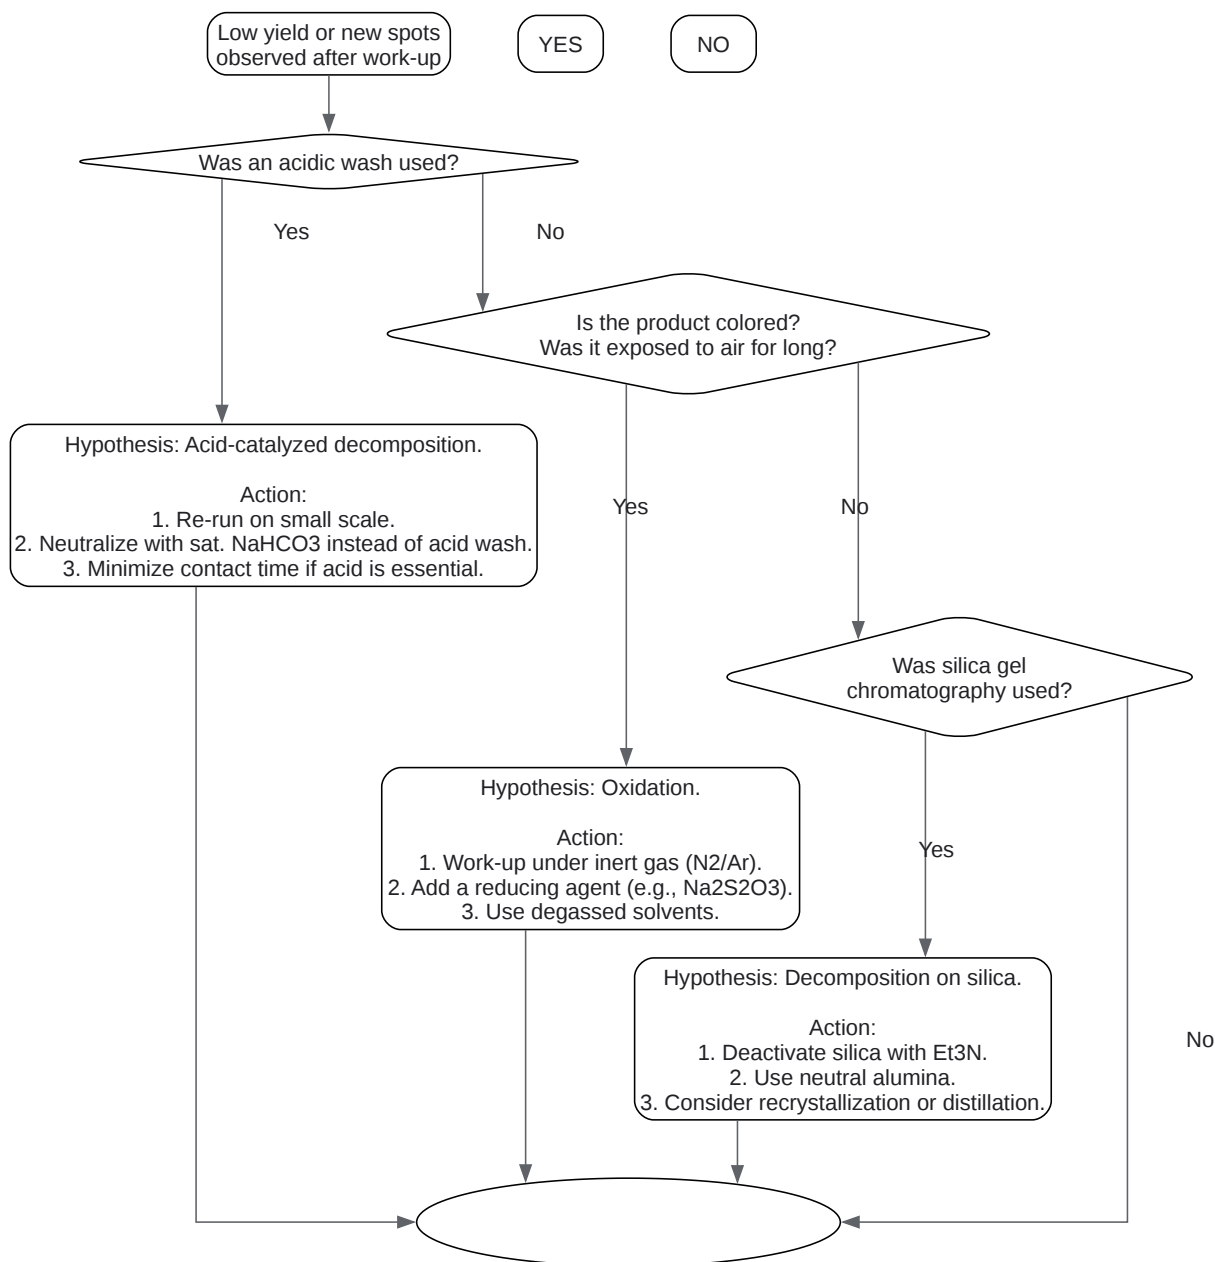 Low yield or new spots
observed after work-up
YES
NO
Was an acidic wash used?
Yes
No
Is the product colored?
Was it exposed to air for long?
Hypothesis: Acid-catalyzed decomposition.
Action:
1. Re-run on small scale.
2. Neutralize with sat. NaHCO3 instead of acid wash.
3. Minimize contact time if acid is essential.
Yes
No
Was silica gel
chromatography used?
Hypothesis: Oxidation.
Action:
1. Work-up under inert gas (N2/Ar).
2. Add a reducing agent (e.g., Na2S2O3).
3. Use degassed solvents.
Yes
Hypothesis: Decomposition on silica.
Action:
1. Deactivate silica with Et3N.
2. Use neutral alumina.
3. Consider recrystallization or distillation.
No